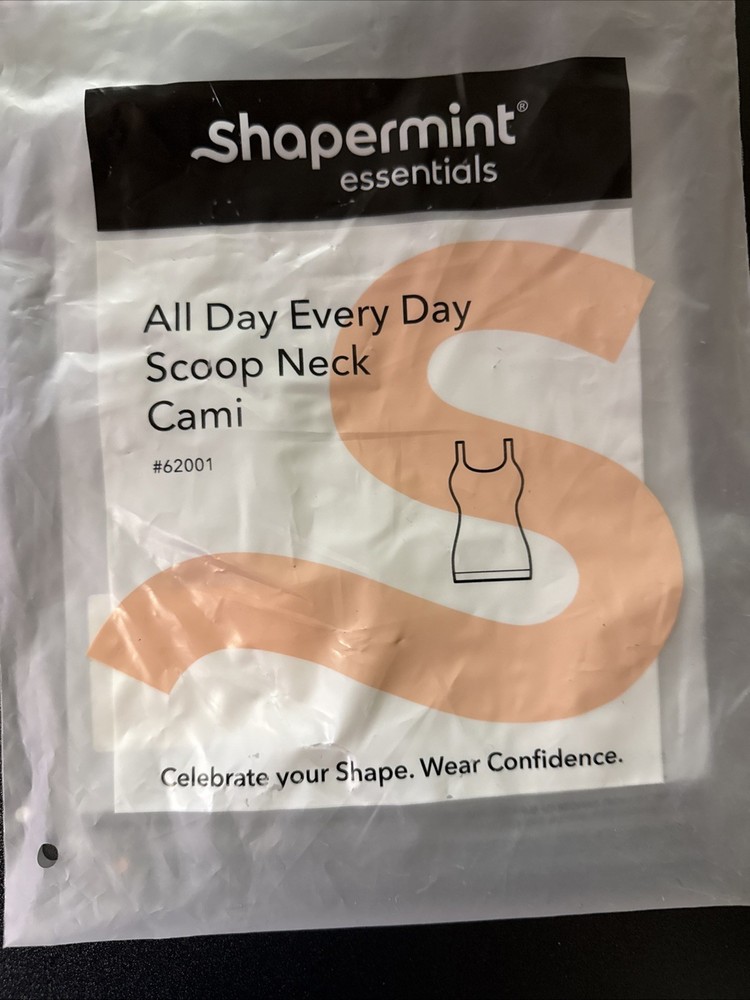 Shapermint®
essentials
All Day Every Day
Scoop Neck
Cami
#62001
Celebrate your Shape. Wear Confidence.